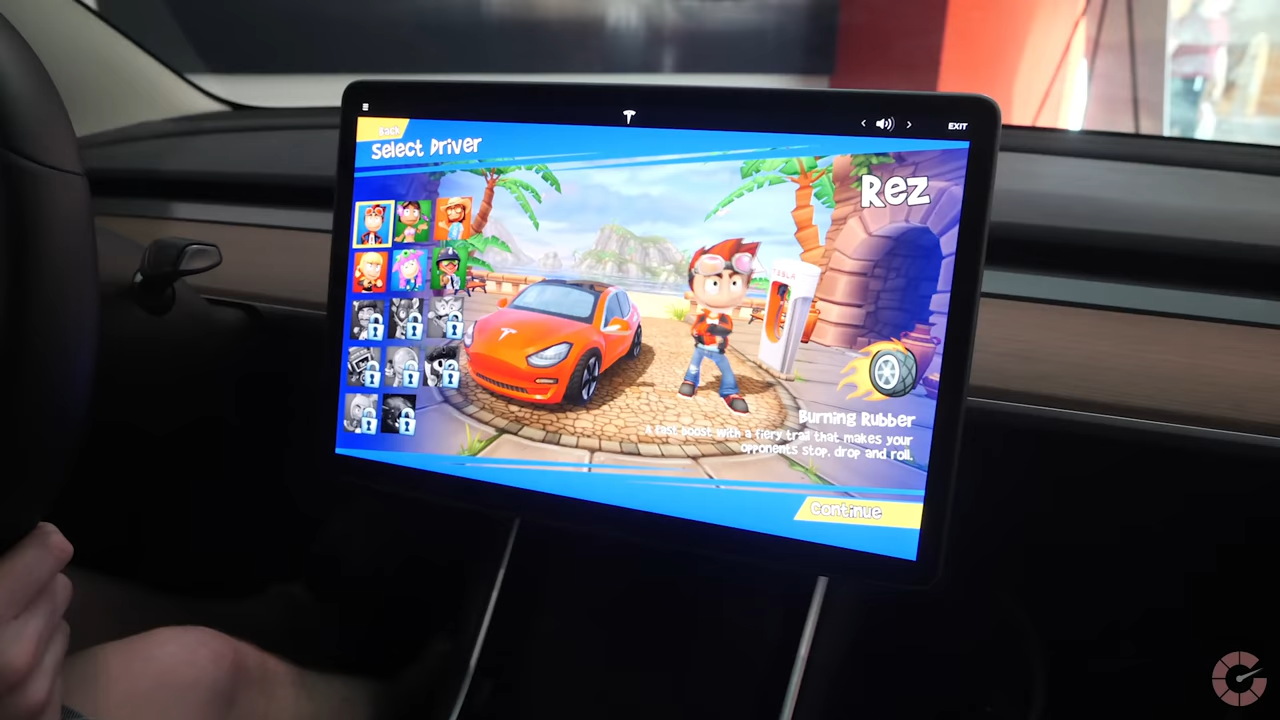 EXIT
Back
Select Driver
Rez
TESLA
Burning Rubber
A fast boost with a fiery trail that makes your
opponents stop, drop and roll.
Continue